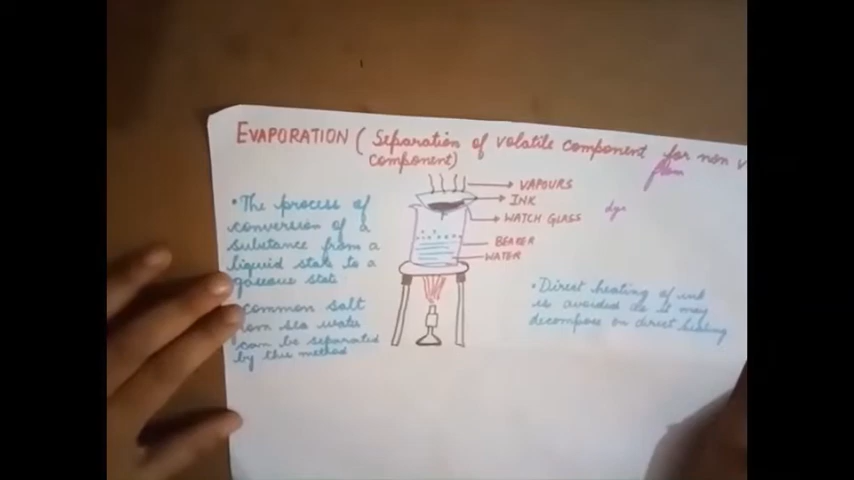 EVAPORATION ( Separation of volatile component for non v
component)
from
VAPOURS
INK
WATCH GLASS
dye
BEAKER
WATER
• The process of
conversion of a
substance from a
liquid state to a
gaseous state
common salt
from sea water
can be separated
by this method
• Direct heating of ink
is avoided as it may
decompose on direct heating